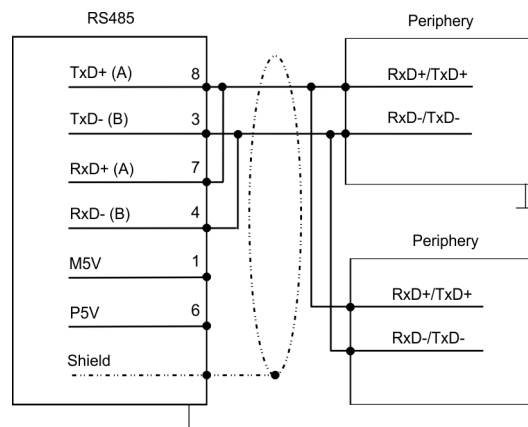 RS485
Periphery
TxD+ (A) 8
RxD+/TxD+
TxD- (B) 3
RxD-/TxD-
RxD+ (A) 7
RxD- (B) 4
Periphery
M5V 1
RxD+/TxD+
P5V 6
RxD-/TxD-
Shield